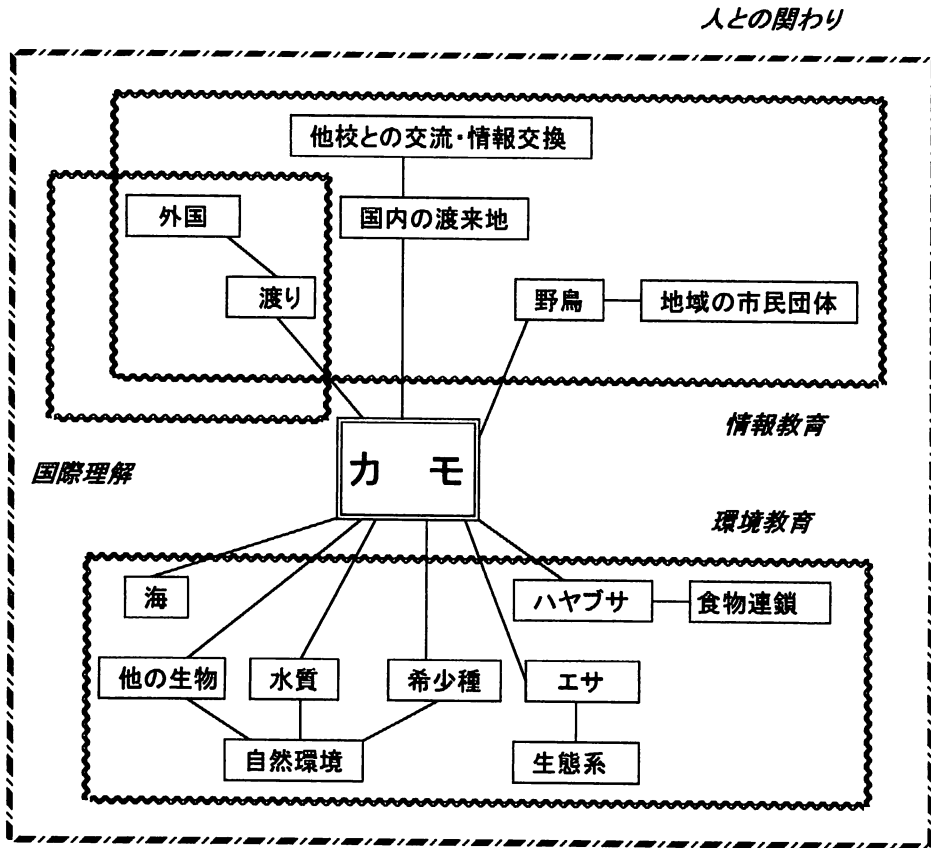 人との関わり
他校との交流・情報交換
外国
国内の渡来地
渡り
野鳥
地域の市民団体
情報教育
カ　モ
国際理解
環境教育
海
ハヤブサ
食物連鎖
他の生物
水質
希少種
エサ
自然環境
生態系